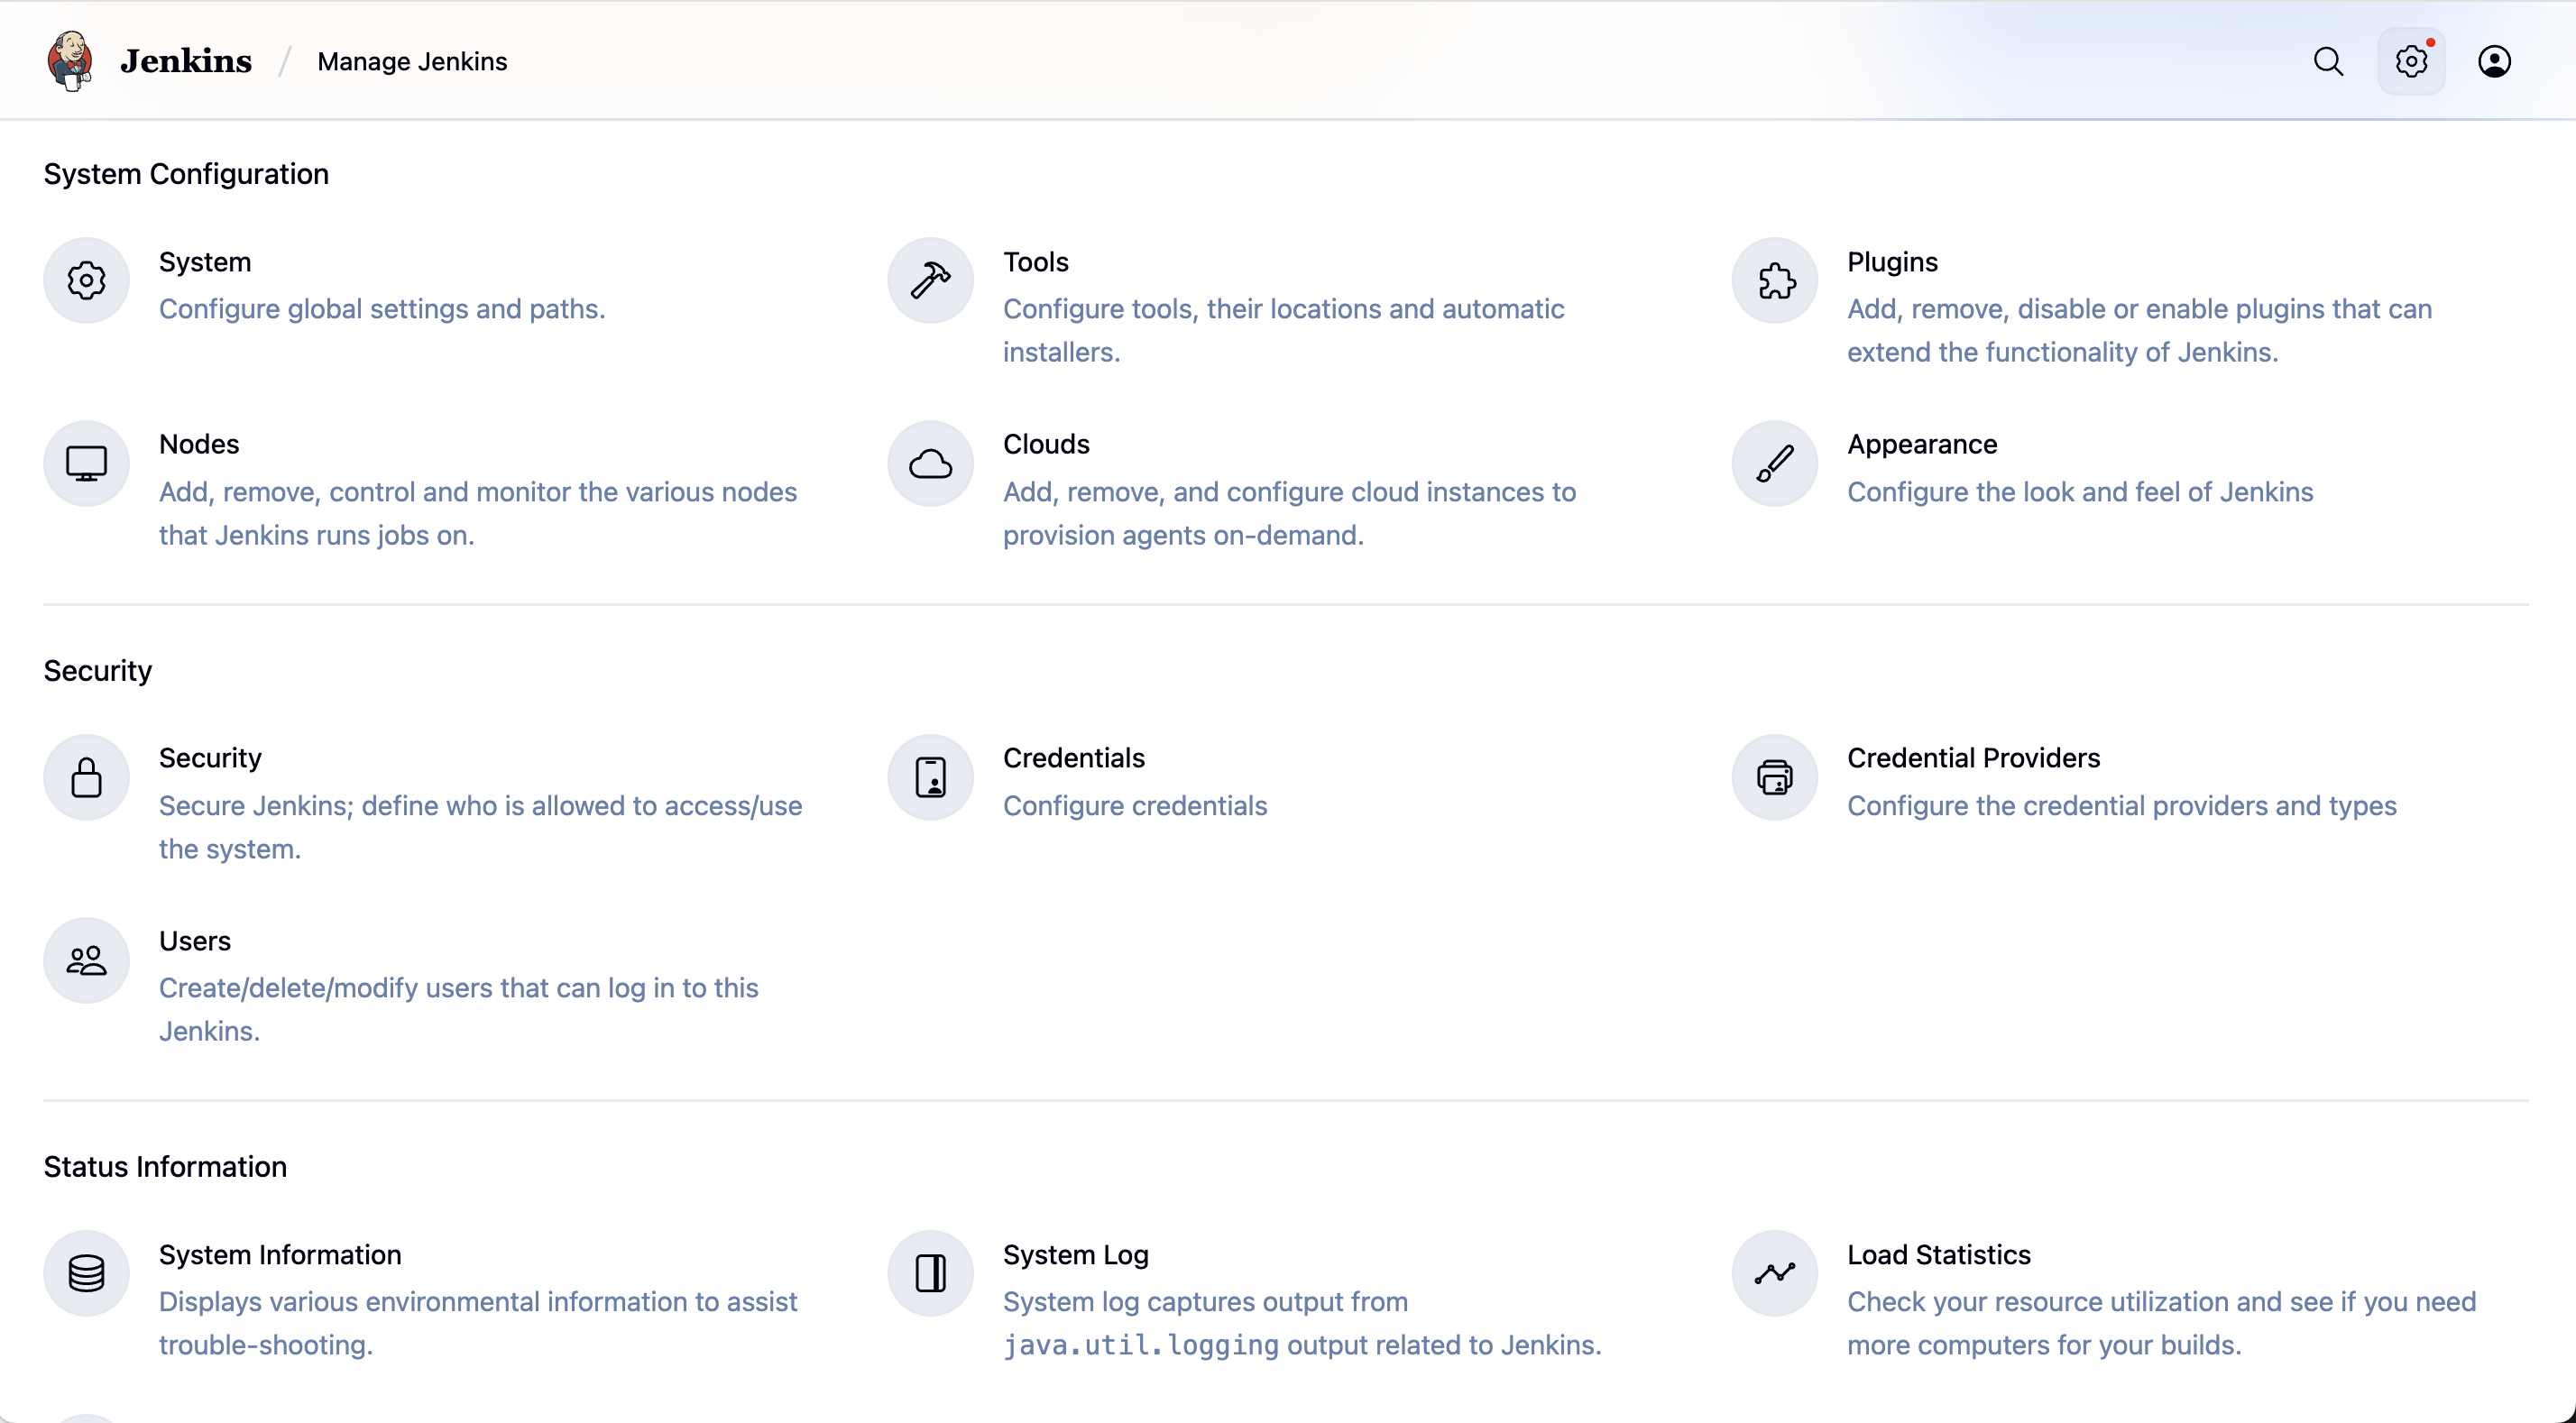 Jenkins / Manage Jenkins
System Configuration
System
Configure global settings and paths.
Tools
Configure tools, their locations and automatic
installers.
Plugins
Add, remove, disable or enable plugins that can
extend the functionality of Jenkins.
Nodes
Add, remove, control and monitor the various nodes
that Jenkins runs jobs on.
Clouds
Add, remove, and configure cloud instances to
provision agents on-demand.
Appearance
Configure the look and feel of Jenkins
Security
Security
Secure Jenkins; define who is allowed to access/use
the system.
Credentials
Configure credentials
Credential Providers
Configure the credential providers and types
Users
Create/delete/modify users that can log in to this
Jenkins.
Status Information
System Information
Displays various environmental information to assist
trouble-shooting.
System Log
System log captures output from
java.util.logging output related to Jenkins.
Load Statistics
Check your resource utilization and see if you need
more computers for your builds.